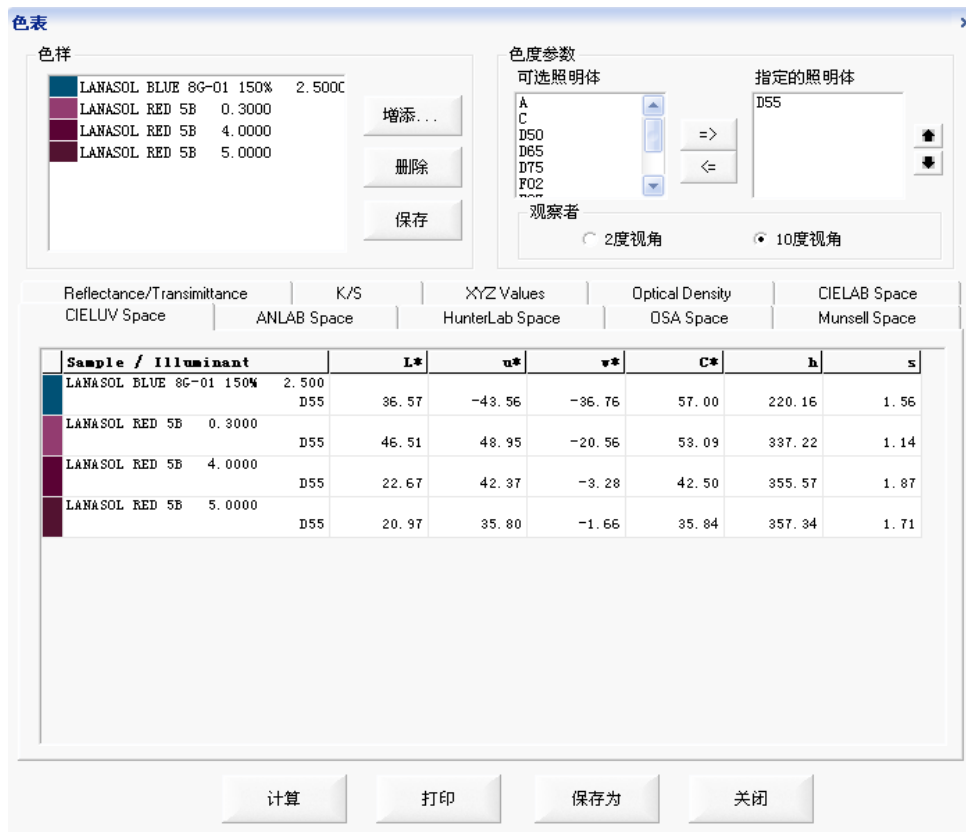 色表
色样
LANASOL BLUE 8G-01 150% 2.5000
LANASOL RED 5B 0.3000
LANASOL RED 5B 4.0000
LANASOL RED 5B 5.0000
增添...
删除
保存
色度参数
可选照明体
A
C
D50
D65
D75
F02
=>
<=
指定的照明体
D55
观察者
2度视角
10度视角
Reflectance/Transimittance K/S XYZ Values Optical Density CIELAB Space
CIELUV Space ANLAB Space HunterLab Space OSA Space Munsell Space
Sample / Illuminant L* u* v* C* h s
LANASOL BLUE 8G-01 150% 2.500
D55 36.57 -43.56 -36.76 57.00 220.16 1.56
LANASOL RED 5B 0.3000
D55 46.51 48.95 -20.56 53.09 337.22 1.14
LANASOL RED 5B 4.0000
D55 22.67 42.37 -3.28 42.50 355.57 1.87
LANASOL RED 5B 5.0000
D55 20.97 35.80 -1.66 35.84 357.34 1.71
计算 打印 保存为 关闭